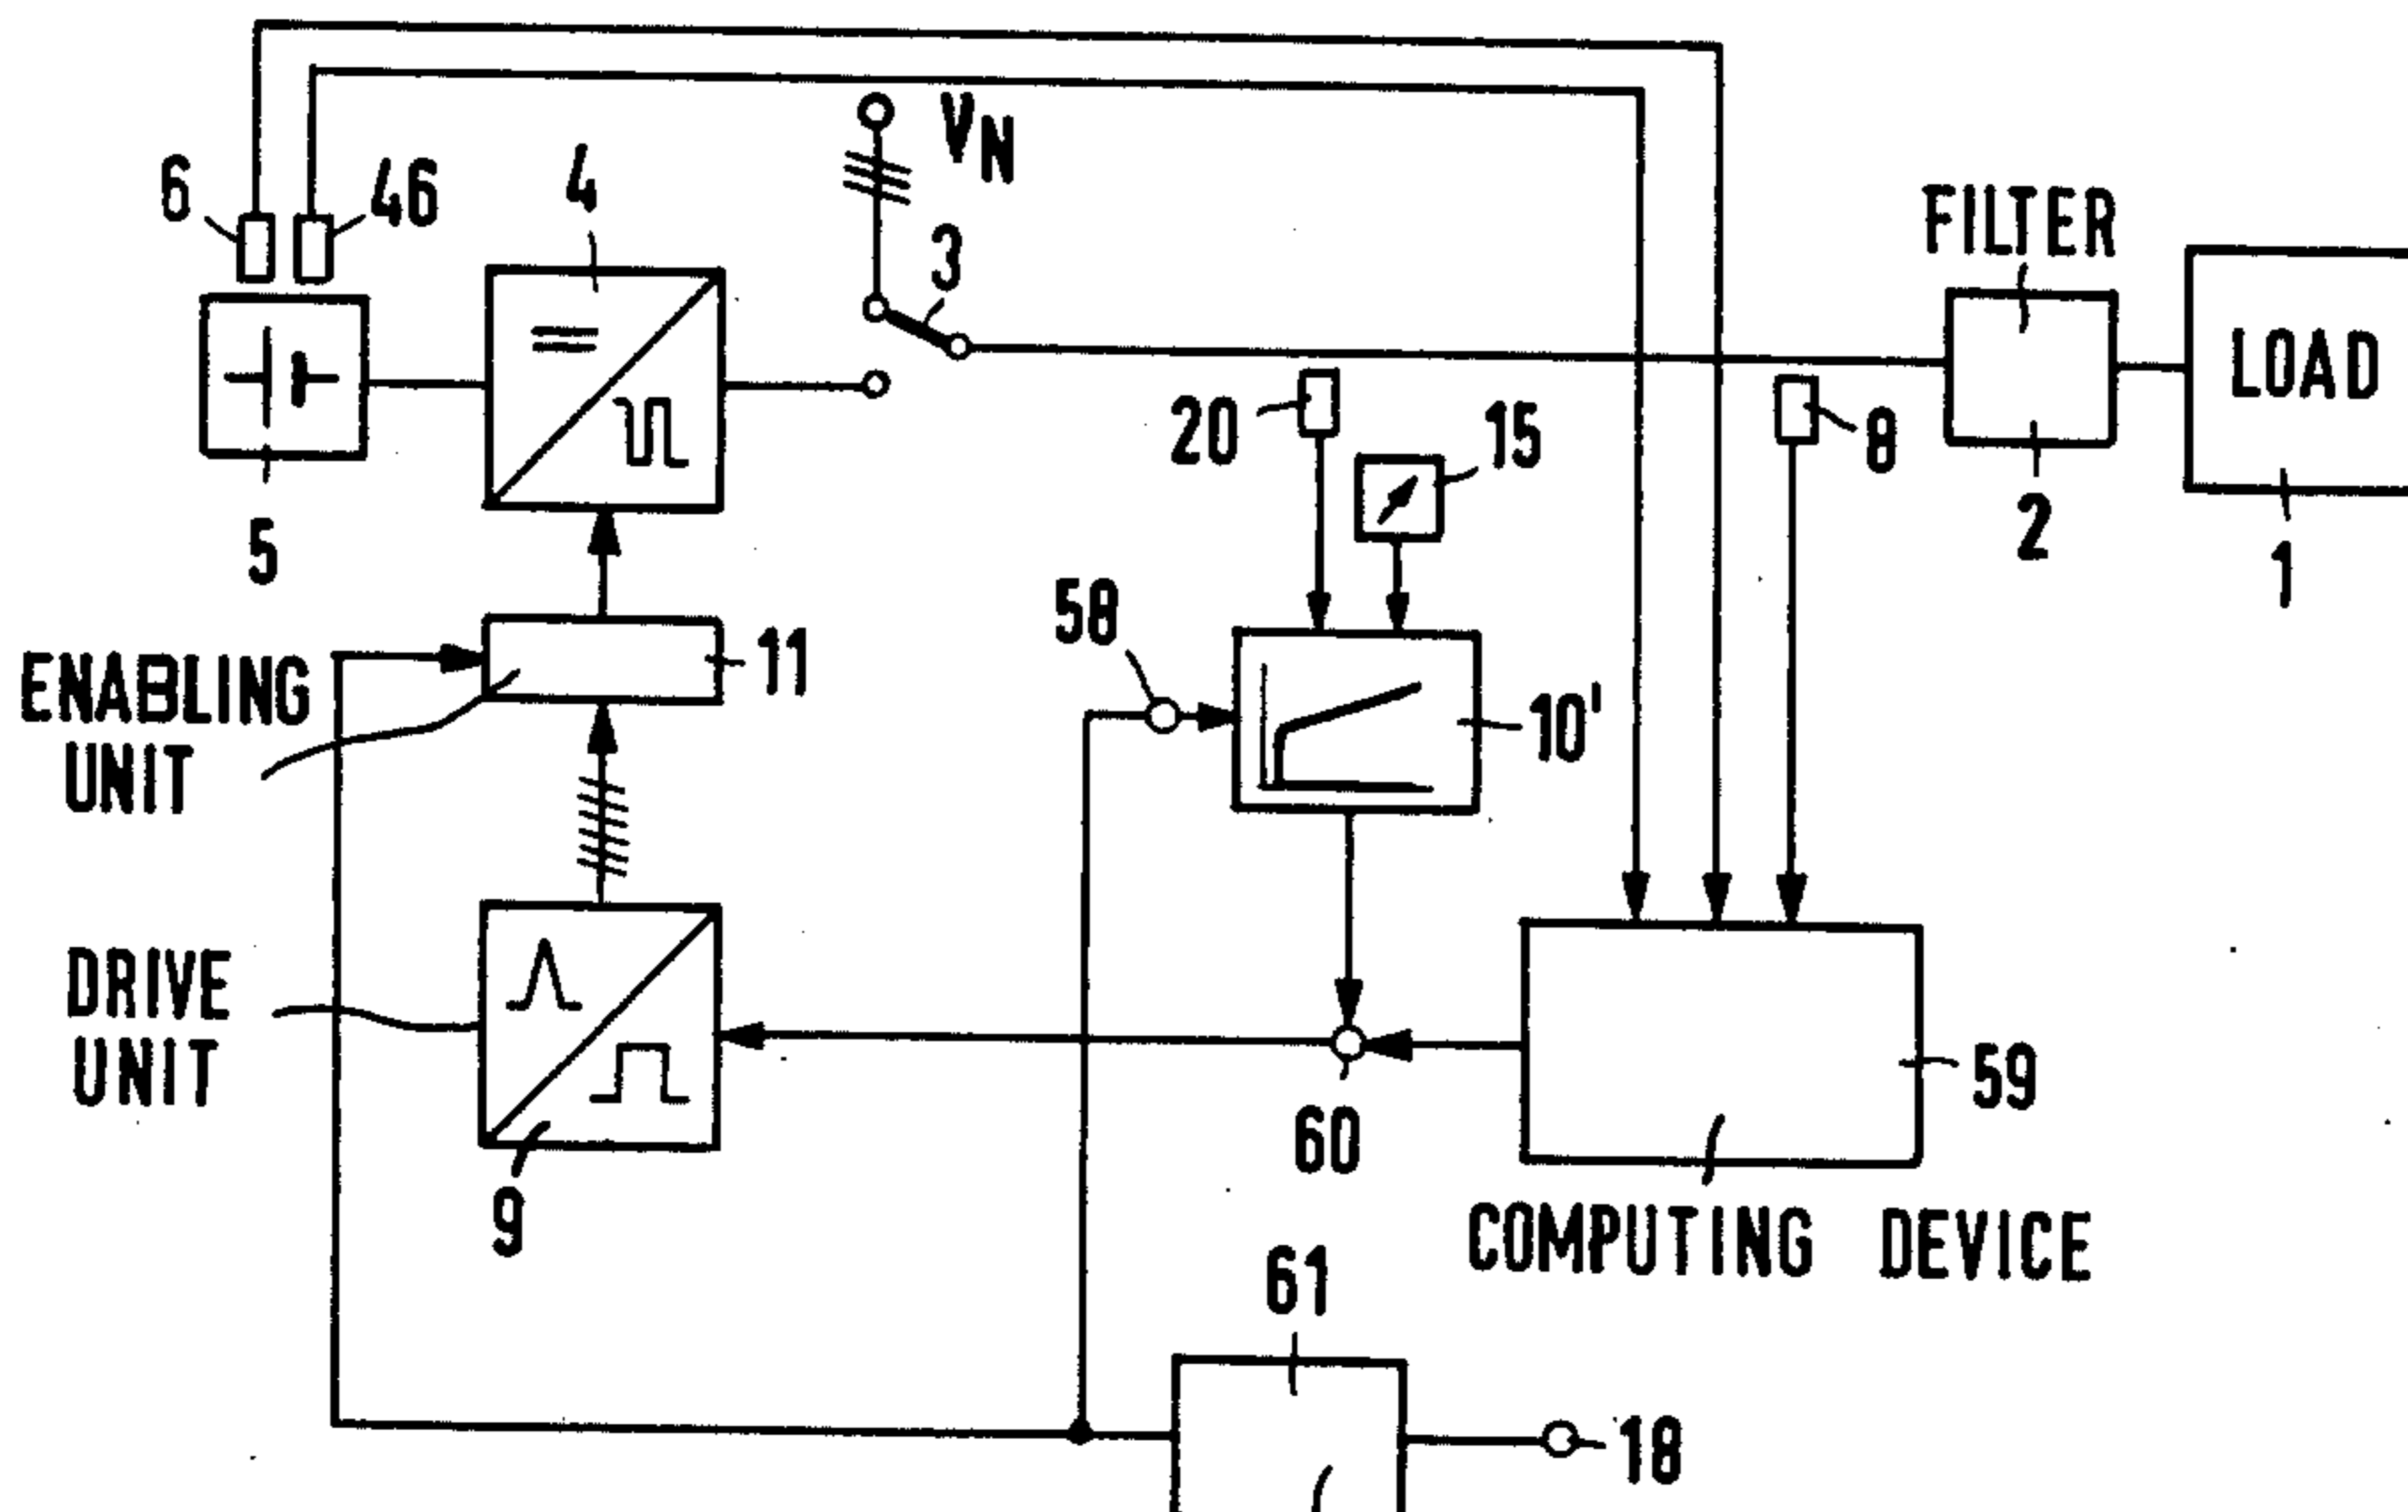 V_N
6
46
4
3
FILTER
LOAD
20
15
8
2
1
5
58
ENABLING
UNIT
11
10'
DRIVE
UNIT
59
60
9
COMPUTING DEVICE
61
18